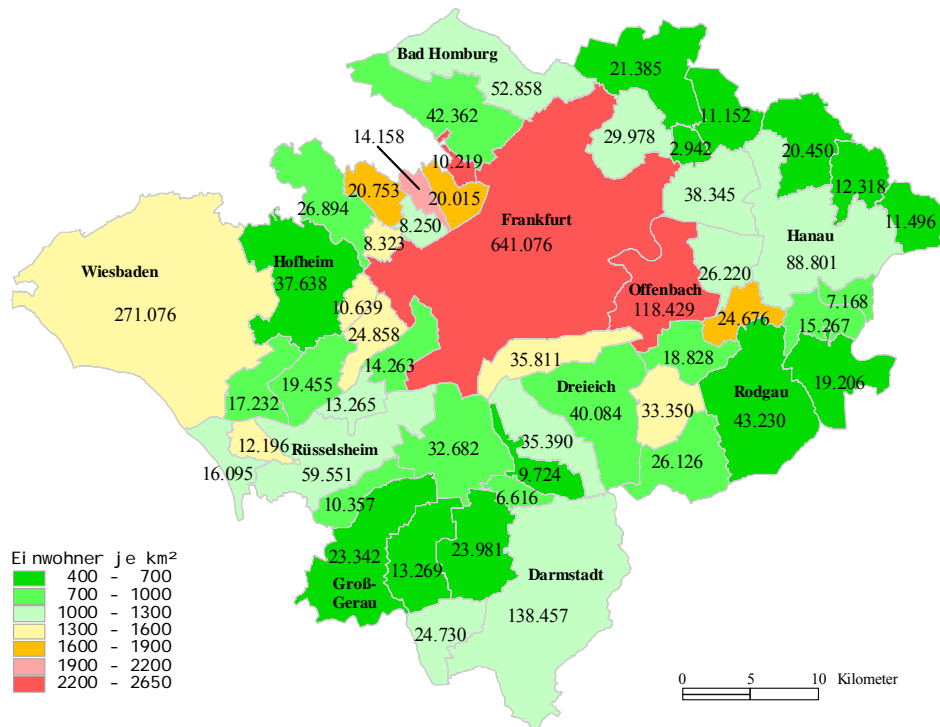 Bad Homburg
52.858
21.385
42.362
11.152
14.158
29.978
2.942
20.450
10.219
20.753
20.015
38.345
12.318
26.894
8.250
Frankfurt
641.076
11.496
8.323
Hanau
88.801
Wiesbaden
271.076
Hofheim
37.638
26.220
Offenbach
118.429
7.168
10.639
24.676
15.267
24.858
35.811
18.828
14.263
19.206
19.455
Dreieich
40.084
Rodgau
43.230
17.232
13.265
33.350
12.196
Rüsselsheim
59.551
32.682
35.390
16.095
26.126
9.724
10.357
6.616
23.342
23.981
13.269
Groß-
Gerau
Darmstadt
138.457
24.730
Einwohner je km²
400 - 700
700 - 1000
1000 - 1300
1300 - 1600
1600 - 1900
1900 - 2200
2200 - 2650
0 5 10 Kilometer